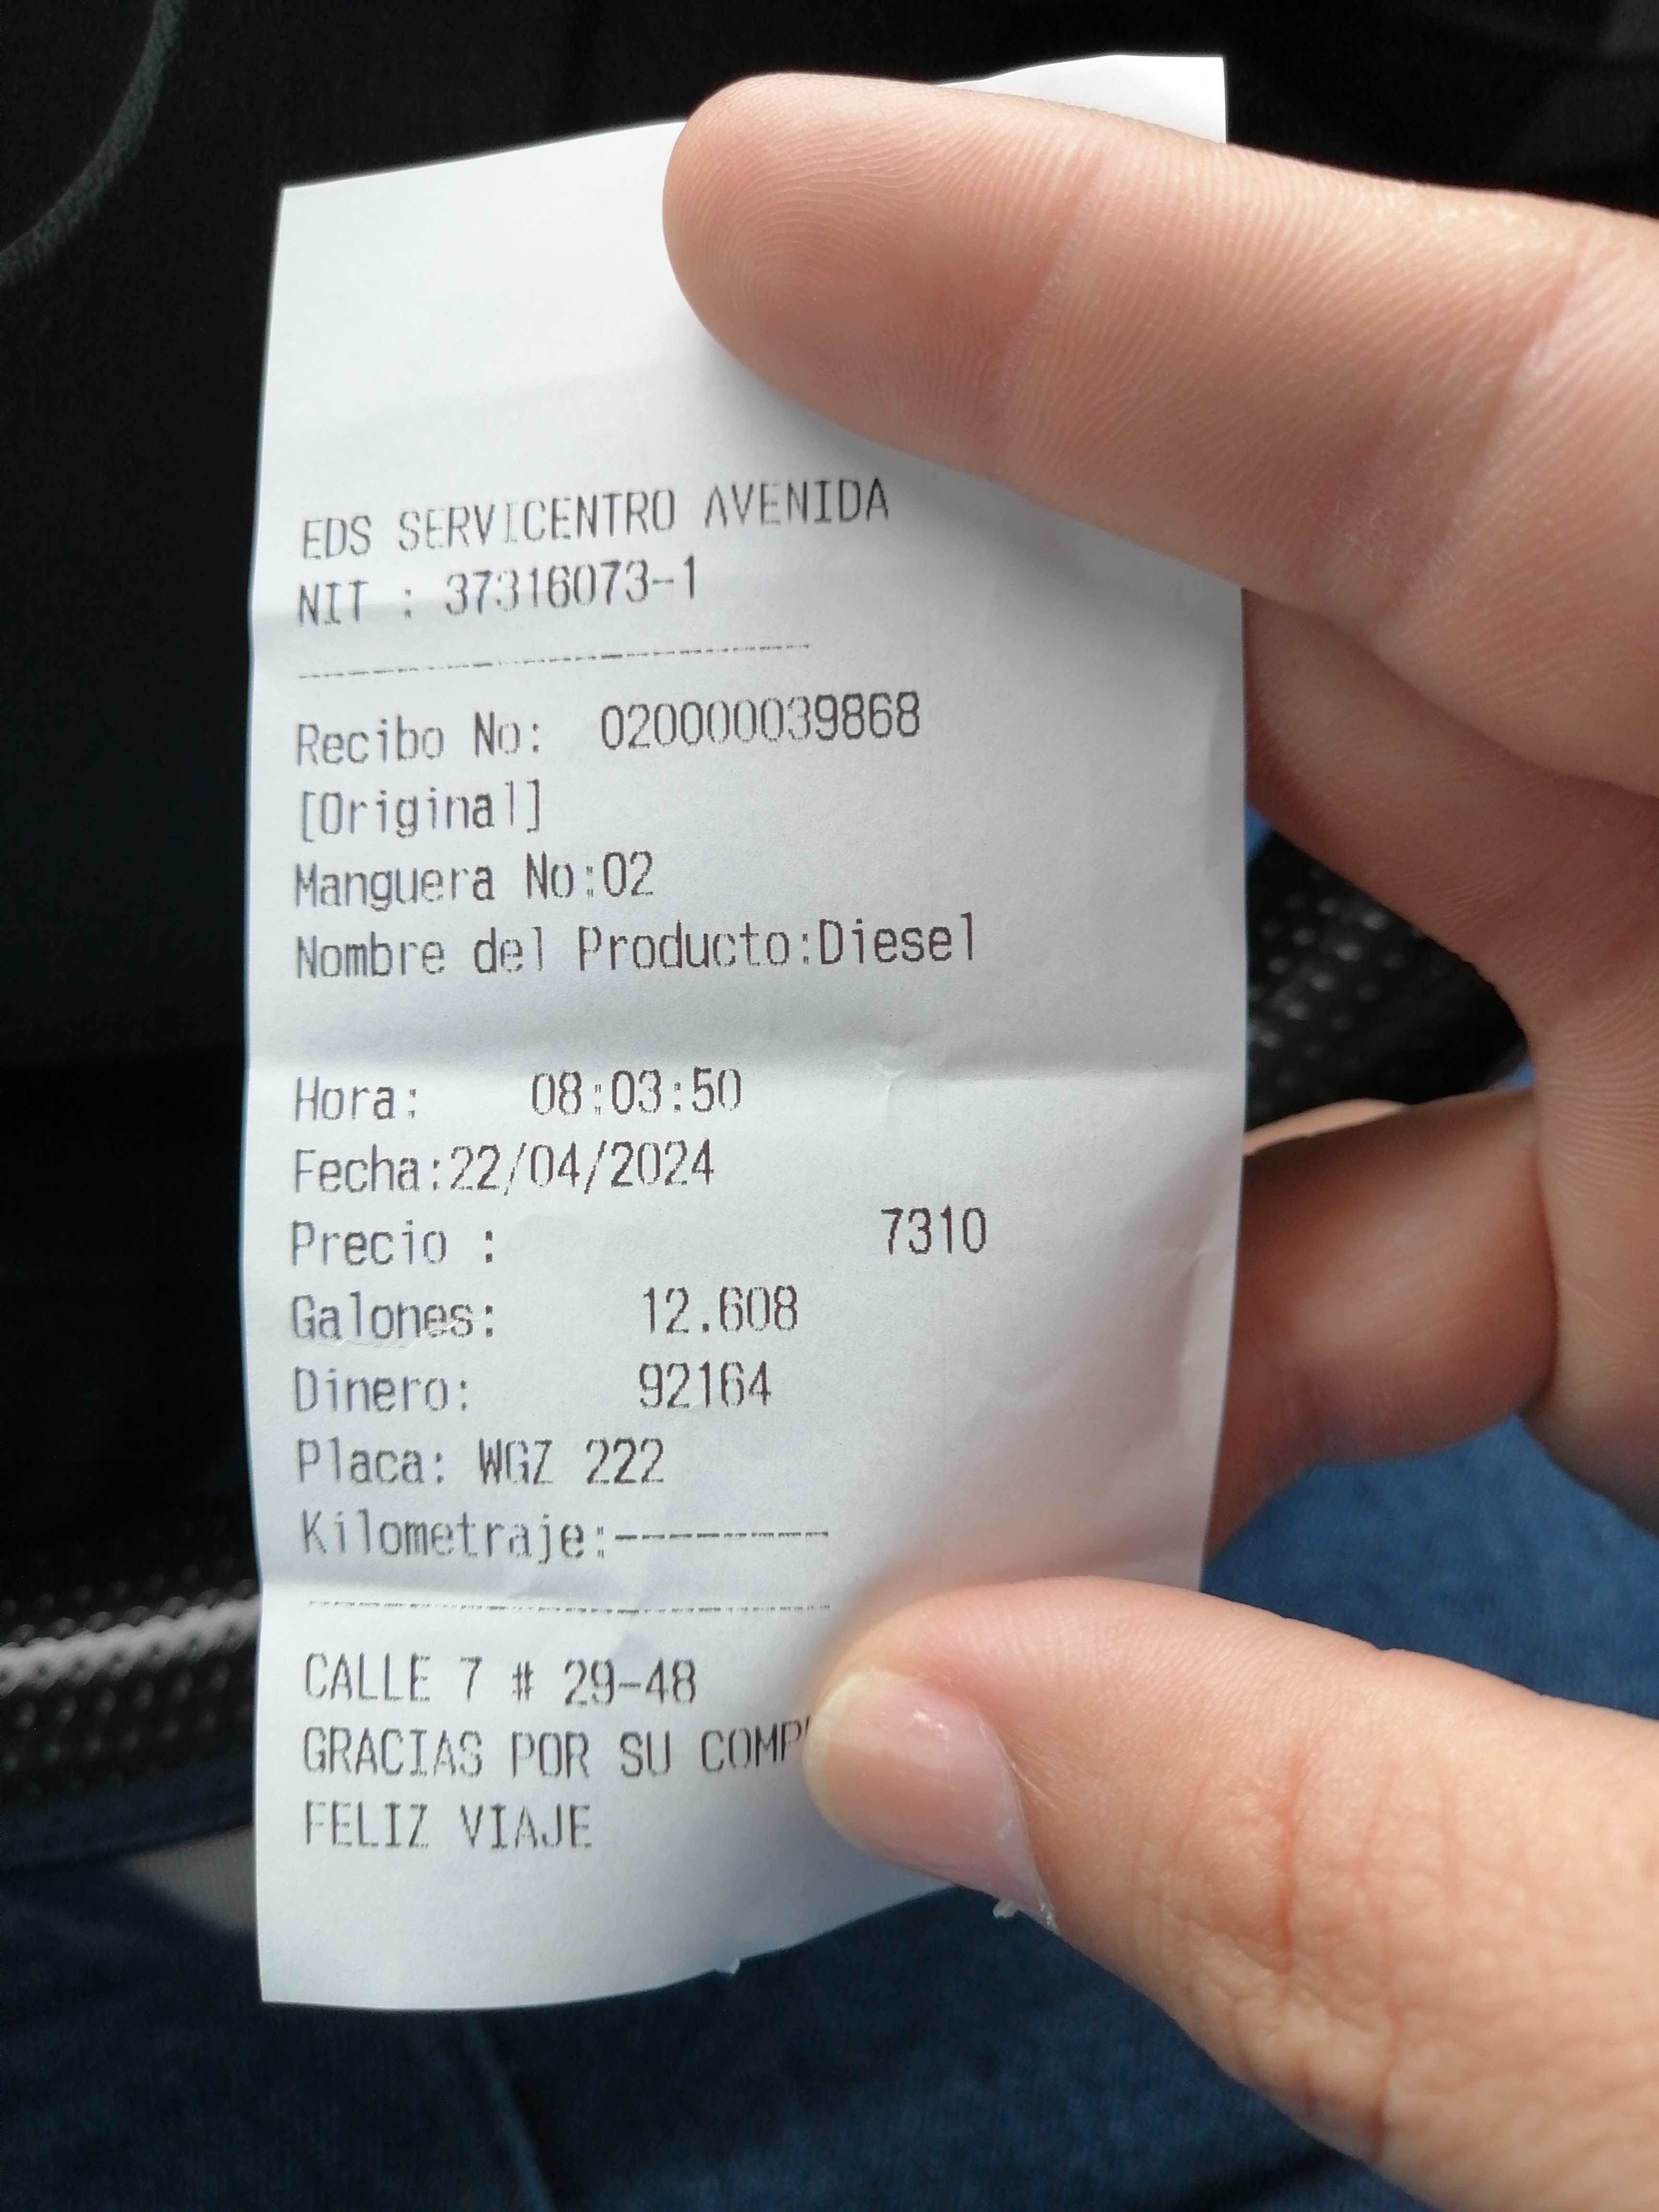 EDS SERVICENTRO AVENIDA
NIT : 37316073-1
Recibo No: 020000039868
[Original]
Manguera No:02
Nombre del Producto:Diesel
Hora: 08:03:50
Fecha:22/04/2024
Precio : 7310
Galones: 12.608
Dinero: 92164
Placa: WGZ 222
Kilometraje:--------
CALLE 7 # 29-48
GRACIAS POR SU
FELIZ VIAJE